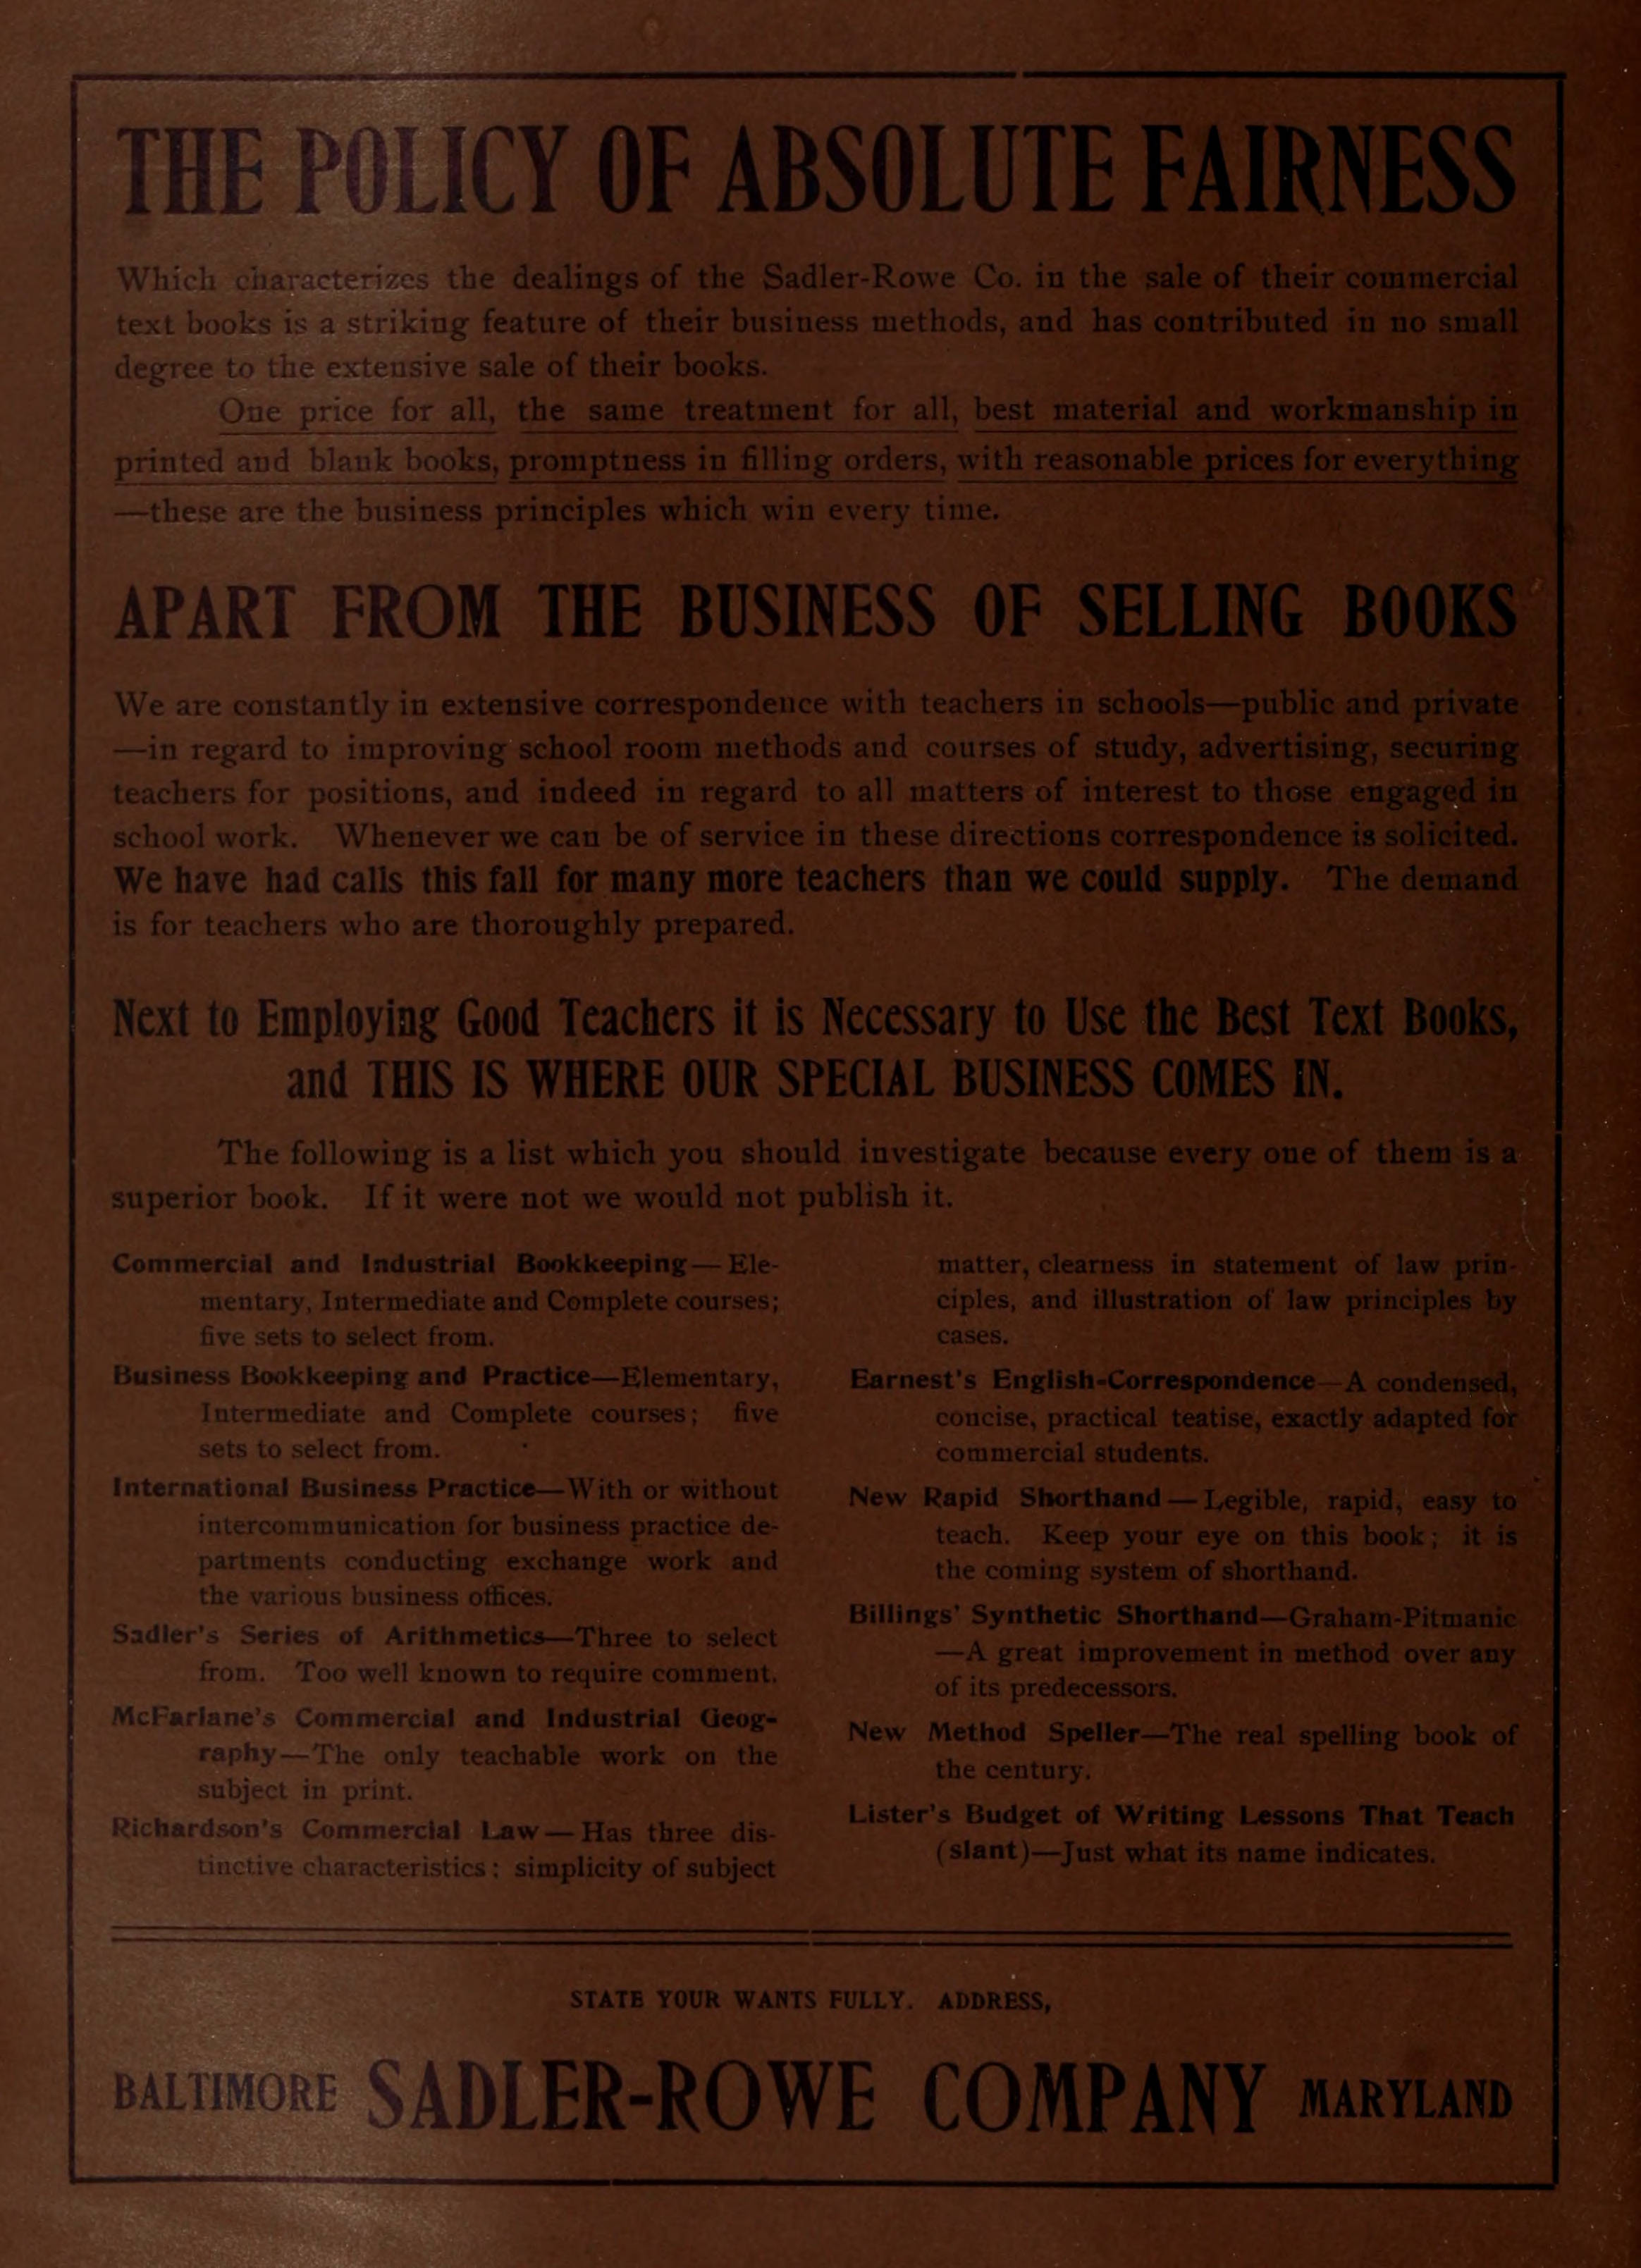 THE POLICY OF ABSOLUTE FAIRNESS
Which characterizes the dealings of the Sadler-Rowe Co. in the sale of their commercial
text books is a striking feature of their business methods, and has contributed in no small
degree to the extensive sale of their books.
One price for all, the same treatment for all, best material and workmanship in
printed and blank books, promptness in filling orders, with reasonable prices for everything
—these are the business principles which win every time.
APART FROM THE BUSINESS OF SELLING BOOKS
We are constantly in extensive correspondence with teachers in schools—public and private
—in regard to improving school room methods and courses of study, advertising, securing
teachers for positions, and indeed in regard to all matters of interest to those engaged in
school work. Whenever we can be of service in these directions correspondence is solicited.
We have had calls this fall for many more teachers than we could supply. The demand
is for teachers who are thoroughly prepared.
Next to Employing Good Teachers it is Necessary to Use the Best Text Books,
and THIS IS WHERE OUR SPECIAL BUSINESS COMES IN.
The following is a list which you should investigate because every one of them is a
superior book. If it were not we would not publish it.
Commercial and Industrial Bookkeeping—Ele-
mentary, Intermediate and Complete courses;
five sets to select from.
Business Bookkeeping and Practice—Elementary,
Intermediate and Complete courses; five
sets to select from.
International Business Practice—With or without
intercommunication for business practice de-
partments conducting exchange work and
the various business offices.
Sadler's Series of Arithmetics—Three to select
from. Too well known to require comment.
McFarlane's Commercial and Industrial Geog-
raphy—The only teachable work on the
subject in print.
Richardson's Commercial Law—Has three dis-
tinctive characteristics: simplicity of subject
matter, clearness in statement of law prin-
ciples, and illustration of law principles by
cases.
Earnest's English-Correspondence—A condensed,
concise, practical teatise, exactly adapted for
commercial students.
New Rapid Shorthand—Legible, rapid, easy to
teach. Keep your eye on this book; it is
the coming system of shorthand.
Billings' Synthetic Shorthand—Graham-Pitmanic
—A great improvement in method over any
of its predecessors.
New Method Speller—The real spelling book of
the century.
Lister's Budget of Writing Lessons That Teach
(slant)—Just what its name indicates.
STATE YOUR WANTS FULLY. ADDRESS,
BALTIMORE SADLER-ROWE COMPANY MARYLAND